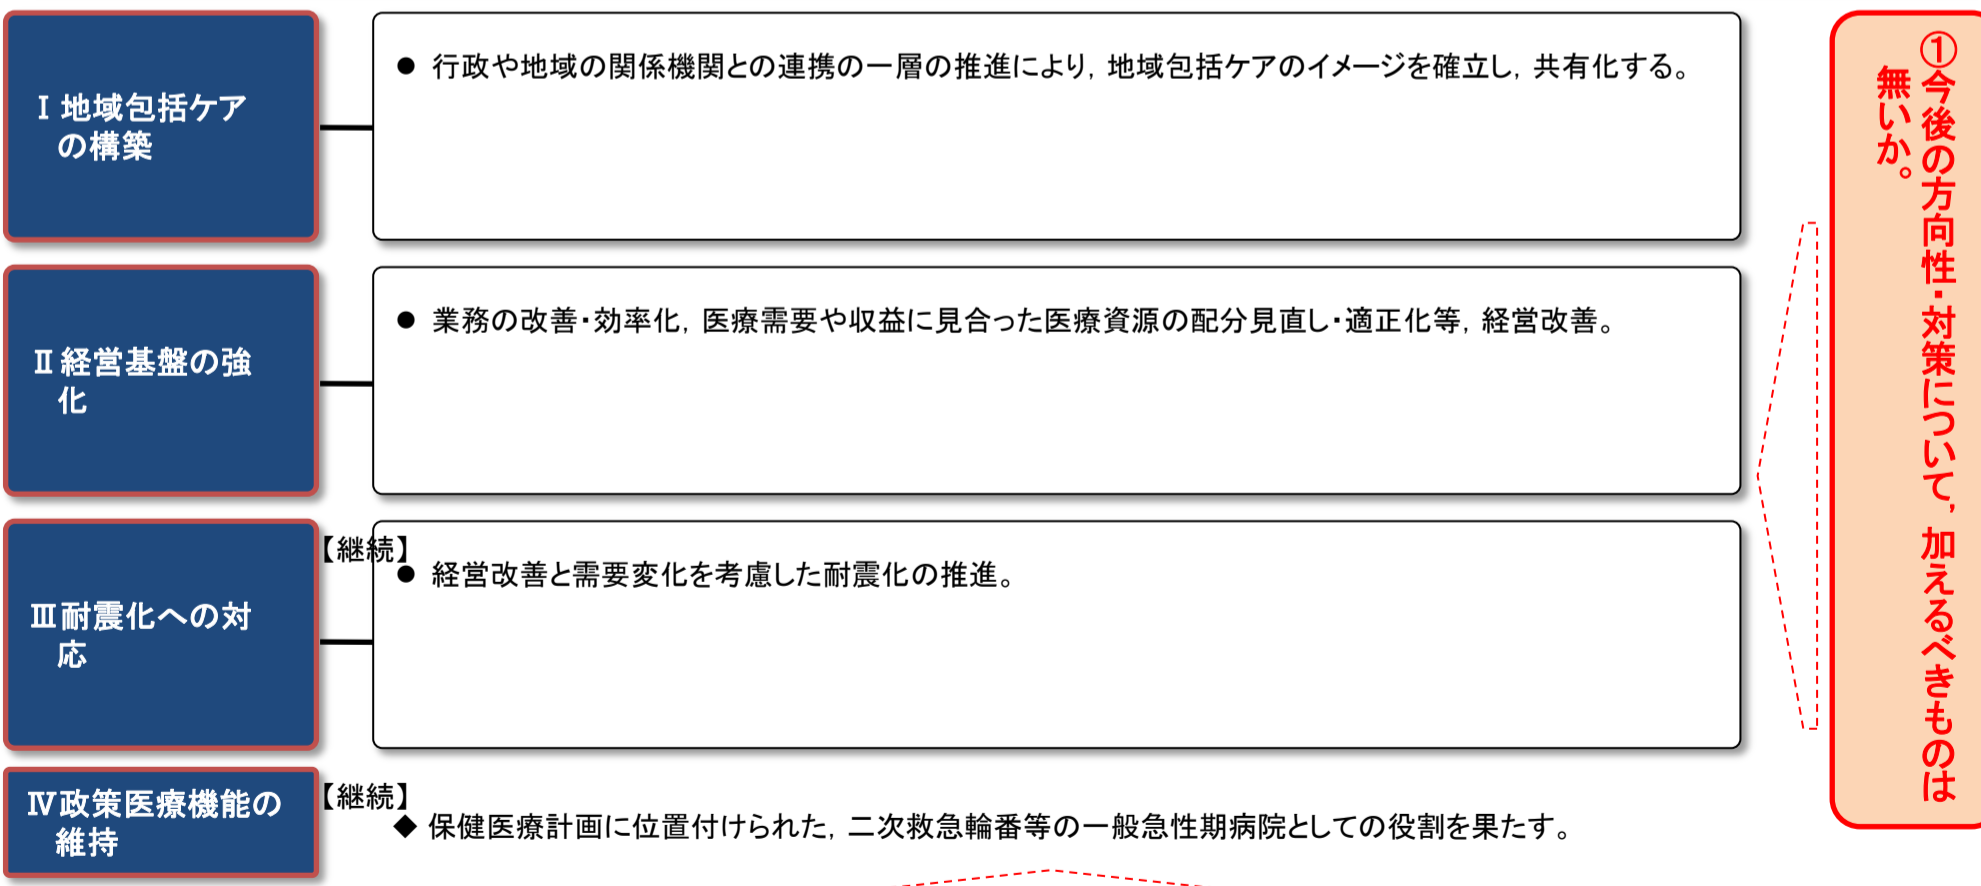 Ⅰ 地域包括ケア
の構築
● 行政や地域の関係機関との連携の一層の推進により，地域包括ケアのイメージを確立し，共有化する。
Ⅱ 経営基盤の強
化
● 業務の改善・効率化，医療需要や収益に見合った医療資源の配分見直し・適正化等，経営改善。
Ⅲ耐震化への対
応
【継続】
● 経営改善と需要変化を考慮した耐震化の推進。
Ⅳ政策医療機能の
維持
【継続】
◆ 保健医療計画に位置付けられた，二次救急輪番等の一般急性期病院としての役割を果たす。
①今後の方向性・対策について，加えるべきものは
無いか。